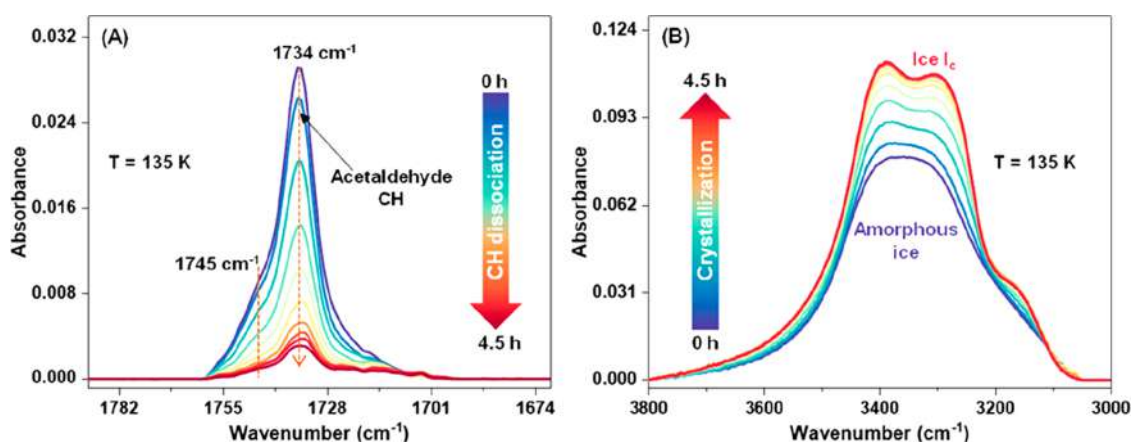 (A)
1734 cm⁻¹
0 h
T = 135 K
Acetaldehyde
CH
CH dissociation
1745 cm⁻¹
4.5 h
0.032
0.024
0.016
0.008
0.000
Absorbance
1782 1755 1728 1701 1674
Wavenumber (cm⁻¹)
(B)
4.5 h
Ice I_c
T = 135 K
Crystallization
Amorphous
ice
0 h
0.124
0.093
0.062
0.031
0.000
Absorbance
3800 3600 3400 3200 3000
Wavenumber (cm⁻¹)